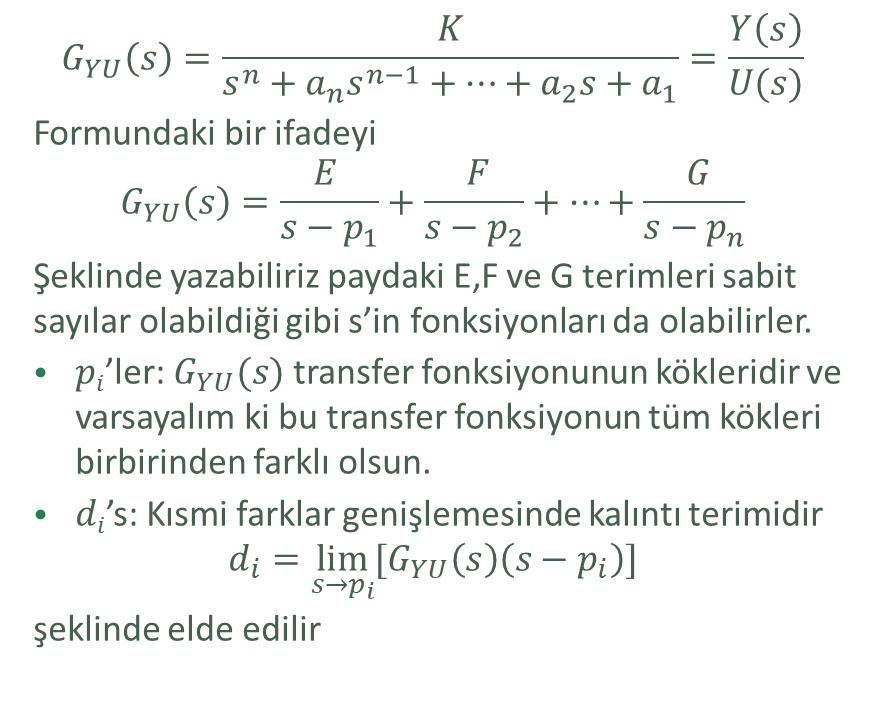 G_{YU}(s) = \frac{K}{s^n + a_n s^{n-1} + \cdots + a_2 s + a_1} = \frac{Y(s)}{U(s)}
Formundaki bir ifadeyi
G_{YU}(s) = \frac{E}{s - p_1} + \frac{F}{s - p_2} + \cdots + \frac{G}{s - p_n}
Şeklinde yazabiliriz paydaki E,F ve G terimleri sabit
sayılar olabildiği gibi s’in fonksiyonları da olabilirler.
• p_i’ler: G_{YU}(s) transfer fonksiyonunun kökleridir ve
varsayalım ki bu transfer fonksiyonun tüm kökleri
birbirinden farklı olsun.
• d_i’s: Kısmi farklar genişlemesinde kalıntı terimidir
d_i = \lim_{s \to p_i} [G_{YU}(s)(s - p_i)]
şeklinde elde edilir